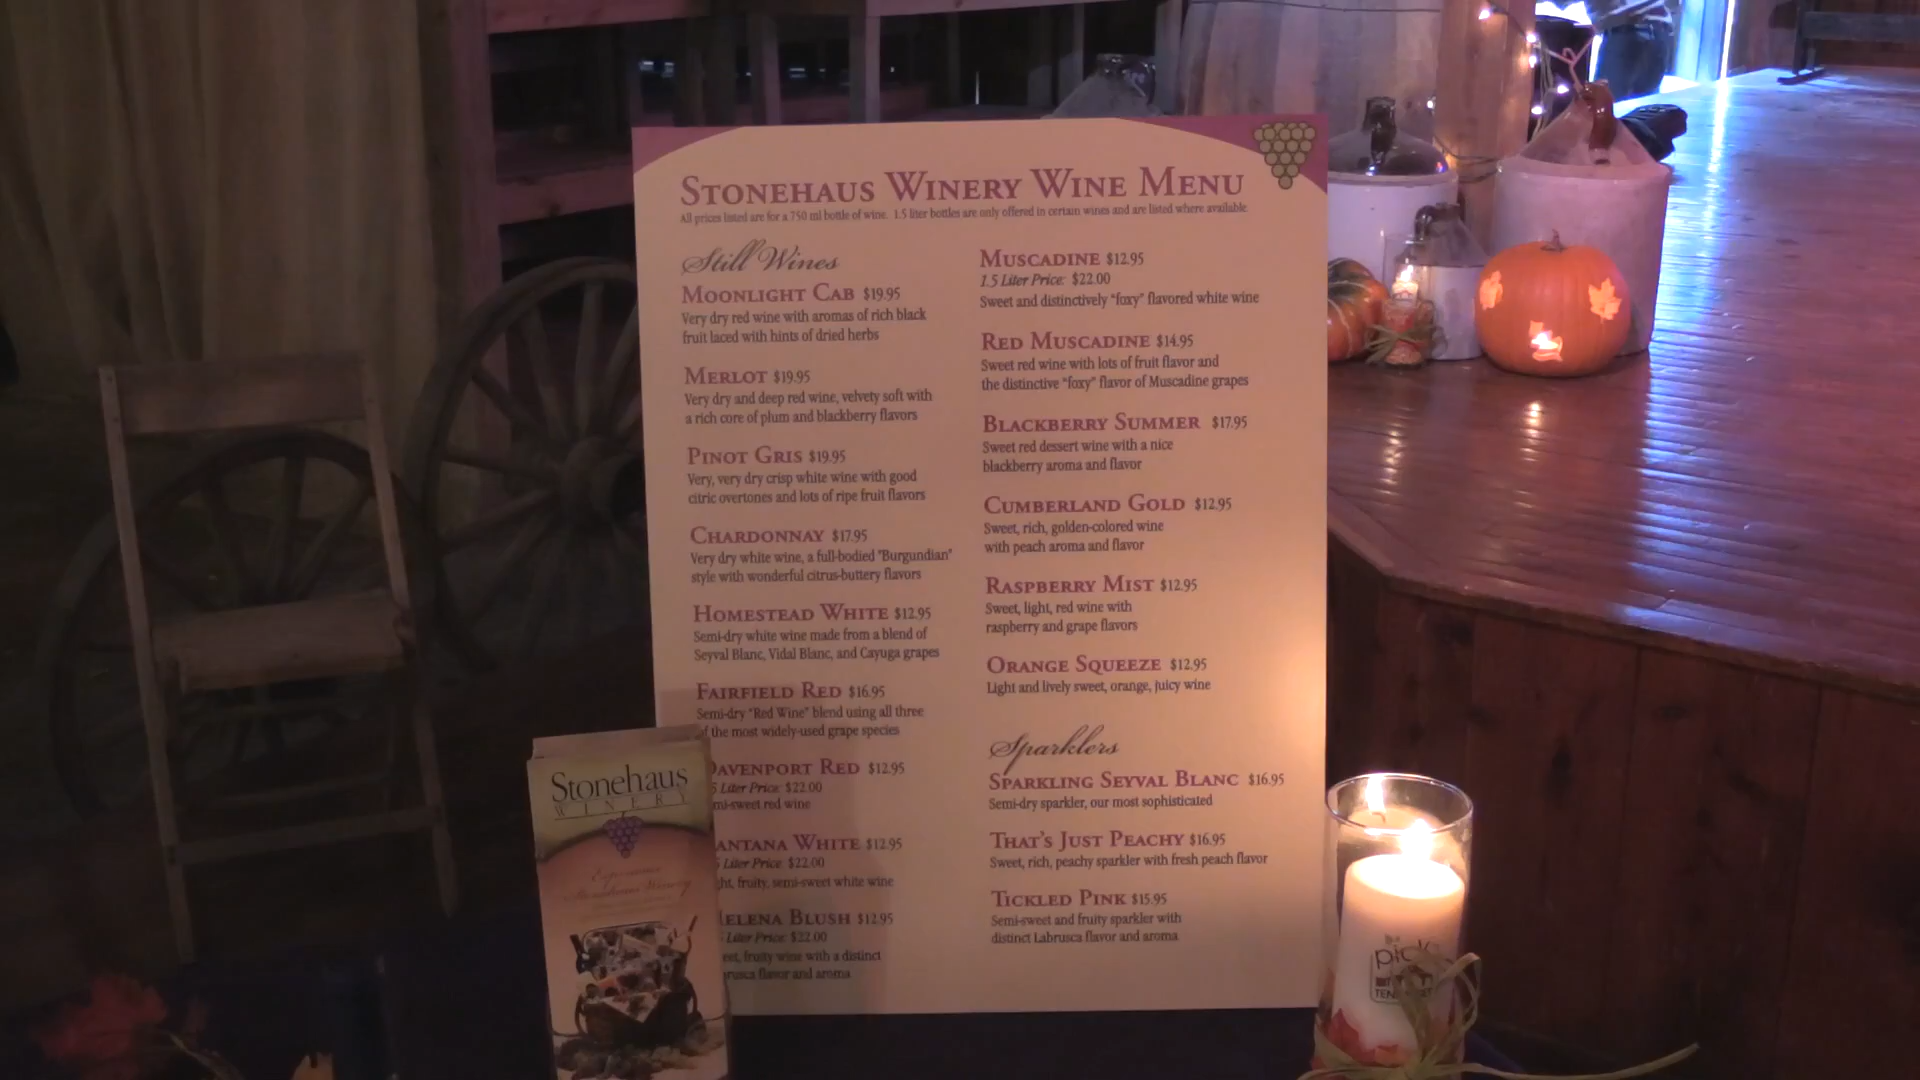 STONEHAUS WINERY WINE MENU
All prices listed are for a 750 ml bottle of wine. 1.5 liter bottles are only offered in certain wines and are listed where available.
Still Wines
MOONLIGHT CAB $19.95
Very dry red wine with aromas of rich black
fruit laced with hints of dried herbs
MERLOT $19.95
Very dry and deep red wine, velvety soft with
a rich core of plum and blackberry flavors
PINOT GRIS $19.95
Very, very dry crisp white wine with good
citric overtones and lots of ripe fruit flavors
CHARDONNAY $17.95
Very dry white wine, a full-bodied "Burgundian"
style with wonderful citrus-buttery flavors
HOMESTEAD WHITE $12.95
Semi-dry white wine made from a blend of
Seyval Blanc, Vidal Blanc, and Cayuga grapes
FAIRFIELD RED $16.95
Semi-dry "Red Wine" blend using all three
of the most widely-used grape species
DAVENPORT RED $12.95
5 Liter Price: $22.00
mi-sweet red wine
ANTANA WHITE $12.95
5 Liter Price: $22.00
ht, fruity, semi-sweet white wine
ELENA BLUSH $12.95
Liter Price: $22.00
eet, fruity wine with a distinct
rusca flavor and aroma
MUSCADINE $12.95
1.5 Liter Price: $22.00
Sweet and distinctively "foxy" flavored white wine
RED MUSCADINE $14.95
Sweet red wine with lots of fruit flavor and
the distinctive "foxy" flavor of Muscadine grapes
BLACKBERRY SUMMER $17.95
Sweet red dessert wine with a nice
blackberry aroma and flavor
CUMBERLAND GOLD $12.95
Sweet, rich, golden-colored wine
with peach aroma and flavor
RASPBERRY MIST $12.95
Sweet, light, red wine with
raspberry and grape flavors
ORANGE SQUEEZE $12.95
Light and lively sweet, orange, juicy wine
Sparklers
SPARKLING SEYVAL BLANC $16.95
Semi-dry sparkler, our most sophisticated
THAT'S JUST PEACHY $16.95
Sweet, rich, peachy sparkler with fresh peach flavor
TICKLED PINK $15.95
Semi-sweet and fruity sparkler with
distinct Labrusca flavor and aroma
Stonehaus
WINERY
Experience
Stonehaus Winery
pick